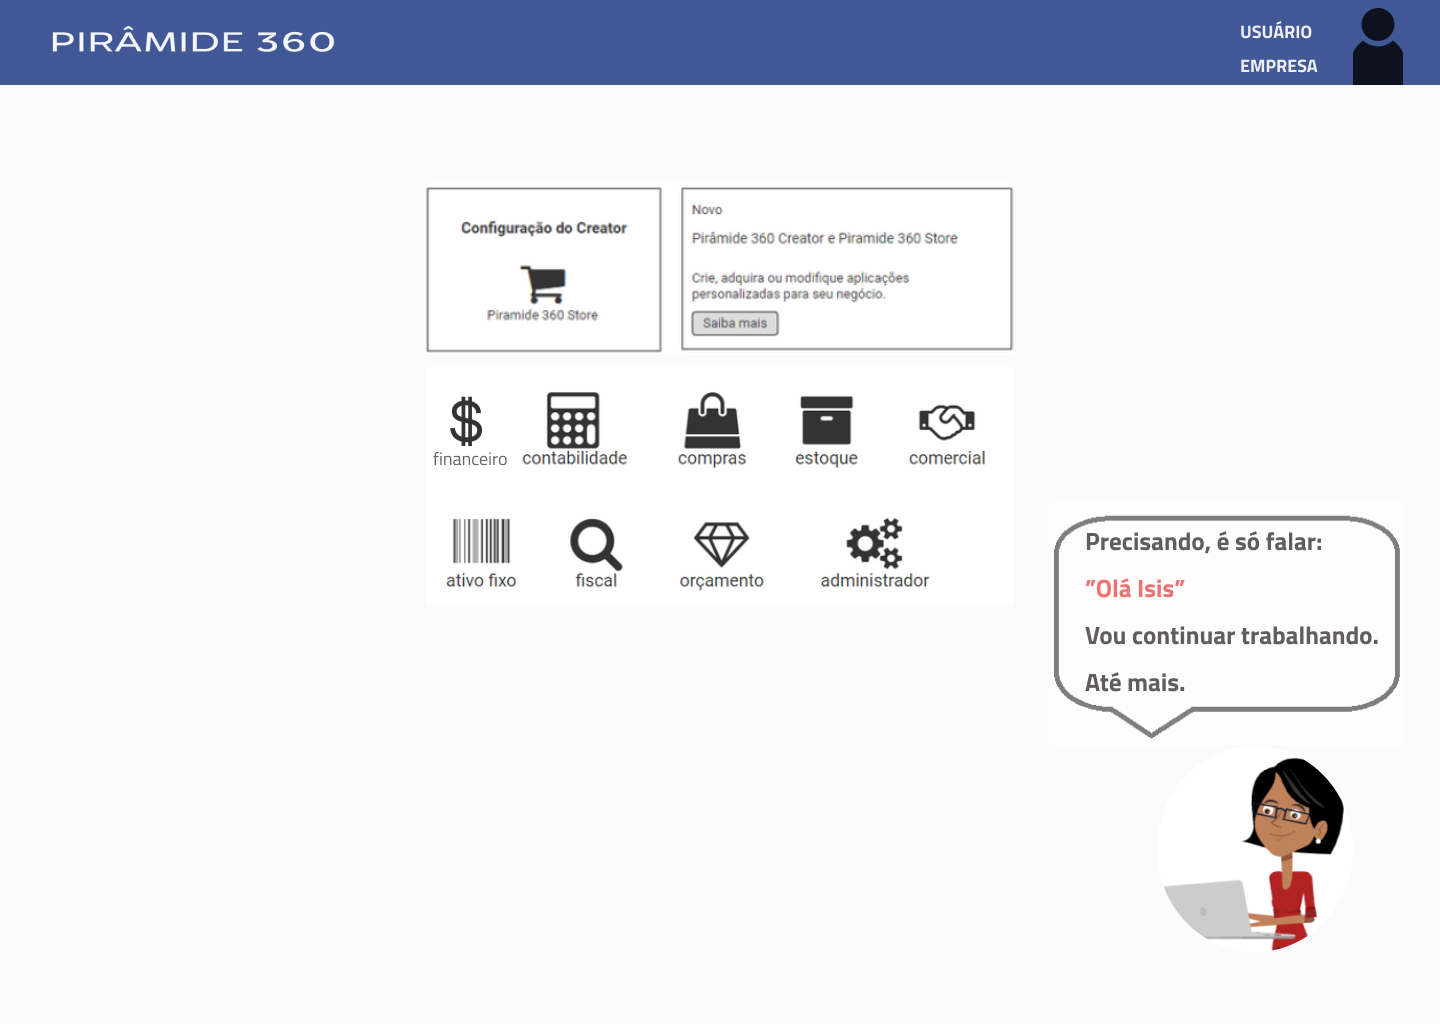 PIRÂMIDE 360
USUÁRIO
EMPRESA
Configuração do Creator
Piramide 360 Store
Novo
Pirâmide 360 Creator e Piramide 360 Store
Crie, adquira ou modifique aplicações
personalizadas para seu negócio.
Saiba mais
$
financeiro
contabilidade
compras
estoque
comercial
ativo fixo
fiscal
orçamento
administrador
Precisando, é só falar:
”Olá Isis”
Vou continuar trabalhando.
Até mais.